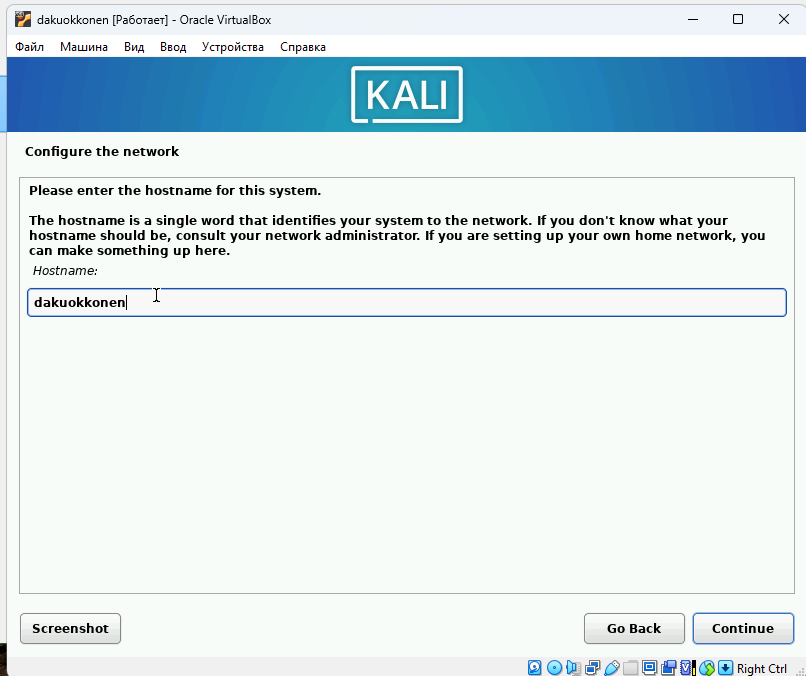 dakuokkonen [Работает] - Oracle VirtualBox
Файл Машина Вид Ввод Устройства Справка
KALI
Configure the network
Please enter the hostname for this system.
The hostname is a single word that identifies your system to the network. If you don't know what your
hostname should be, consult your network administrator. If you are setting up your own home network, you
can make something up here.
Hostname:
dakuokkonen
Screenshot Go Back Continue
Right Ctrl